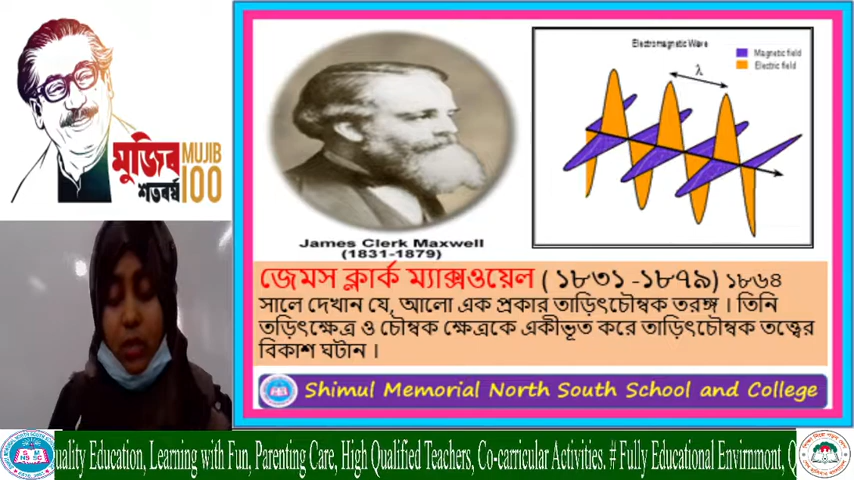 মুজিব
শতবর্ষ
MUJIB
100
Electromagnetic Wave
Magnetic field
Electric field
λ
James Clerk Maxwell
(1831-1879)
জেমস ক্লার্ক ম্যাক্সওয়েল ( ১৮৩১ -১৮৭৯) ১৮৬৪
সালে দেখান যে, আলো এক প্রকার তাড়িৎচৌম্বক তরঙ্গ । তিনি
তড়িৎক্ষেত্র ও চৌম্বক ক্ষেত্রকে একীভূত করে তাড়িৎচৌম্বক তত্ত্বের
বিকাশ ঘটান ।
Shimul Memorial North South School and College
uality Education, Learning with Fun, Parenting Care, High Qualified Teachers, Co-carricular Activities. # Fully Educational Envirnment, Q